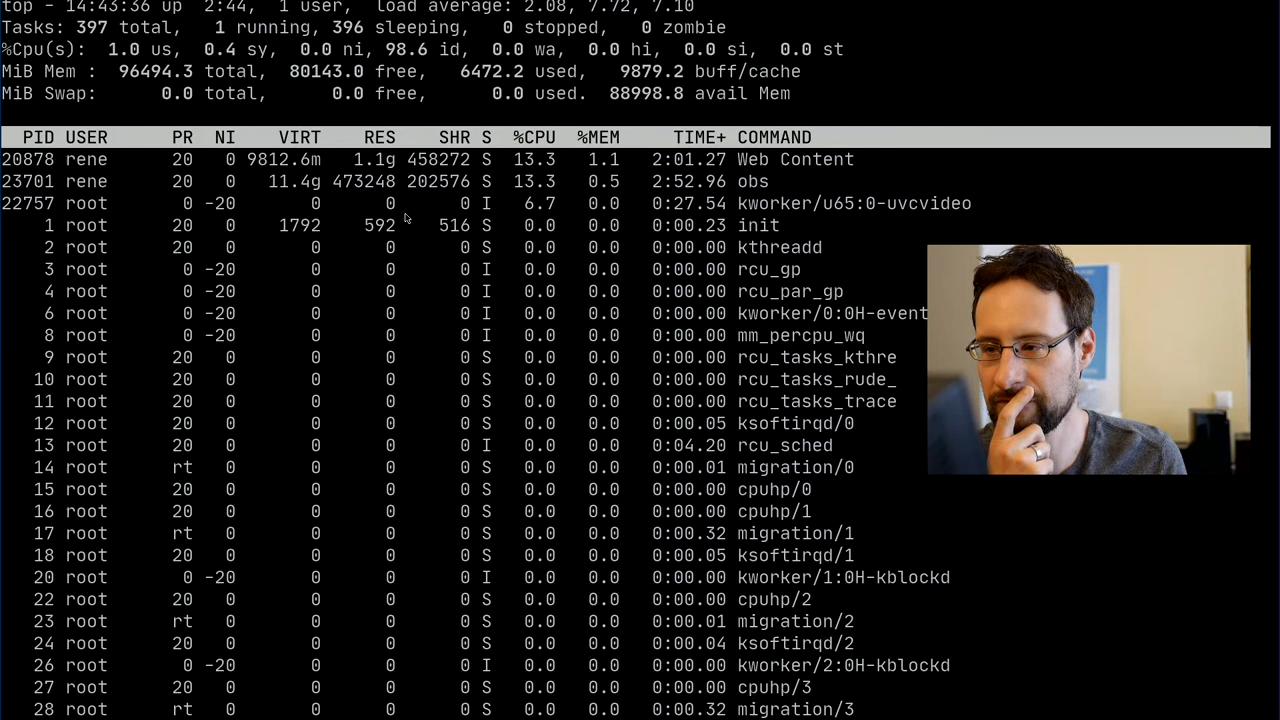 top - 14:43:36 up  2:44,  1 user,  load average: 2.08, 7.72, 7.10
Tasks: 397 total,   1 running, 396 sleeping,   0 stopped,   0 zombie
%Cpu(s):  1.0 us,  0.4 sy,  0.0 ni, 98.6 id,  0.0 wa,  0.0 hi,  0.0 si,  0.0 st
MiB Mem :  96494.3 total,  80143.0 free,   6472.2 used,   9879.2 buff/cache
MiB Swap:      0.0 total,      0.0 free,      0.0 used.  88998.8 avail Mem
PID USER      PR  NI    VIRT    RES    SHR S  %CPU  %MEM     TIME+ COMMAND
20878 rene      20   0 9812.6m   1.1g 458272 S  13.3   1.1   2:01.27 Web Content
23701 rene      20   0   11.4g 473248 202576 S  13.3   0.5   2:52.96 obs
22757 root       0 -20       0      0      0 I   6.7   0.0   0:27.54 kworker/u65:0-uvcvideo
1 root      20   0    1792    592    516 S   0.0   0.0   0:00.23 init
2 root      20   0       0      0      0 S   0.0   0.0   0:00.00 kthreadd
3 root       0 -20       0      0      0 I   0.0   0.0   0:00.00 rcu_gp
4 root       0 -20       0      0      0 I   0.0   0.0   0:00.00 rcu_par_gp
6 root       0 -20       0      0      0 I   0.0   0.0   0:00.00 kworker/0:0H-event
8 root       0 -20       0      0      0 I   0.0   0.0   0:00.00 mm_percpu_wq
9 root      20   0       0      0      0 S   0.0   0.0   0:00.00 rcu_tasks_kthre
10 root      20   0       0      0      0 S   0.0   0.0   0:00.00 rcu_tasks_rude_
11 root      20   0       0      0      0 S   0.0   0.0   0:00.00 rcu_tasks_trace
12 root      20   0       0      0      0 S   0.0   0.0   0:00.05 ksoftirqd/0
13 root      20   0       0      0      0 I   0.0   0.0   0:04.20 rcu_sched
14 root      rt   0       0      0      0 S   0.0   0.0   0:00.01 migration/0
15 root      20   0       0      0      0 S   0.0   0.0   0:00.00 cpuhp/0
16 root      20   0       0      0      0 S   0.0   0.0   0:00.00 cpuhp/1
17 root      rt   0       0      0      0 S   0.0   0.0   0:00.32 migration/1
18 root      20   0       0      0      0 S   0.0   0.0   0:00.05 ksoftirqd/1
20 root       0 -20       0      0      0 I   0.0   0.0   0:00.00 kworker/1:0H-kblockd
22 root      20   0       0      0      0 S   0.0   0.0   0:00.00 cpuhp/2
23 root      rt   0       0      0      0 S   0.0   0.0   0:00.01 migration/2
24 root      20   0       0      0      0 S   0.0   0.0   0:00.04 ksoftirqd/2
26 root       0 -20       0      0      0 I   0.0   0.0   0:00.00 kworker/2:0H-kblockd
27 root      20   0       0      0      0 S   0.0   0.0   0:00.00 cpuhp/3
28 root      rt   0       0      0      0 S   0.0   0.0   0:00.32 migration/3